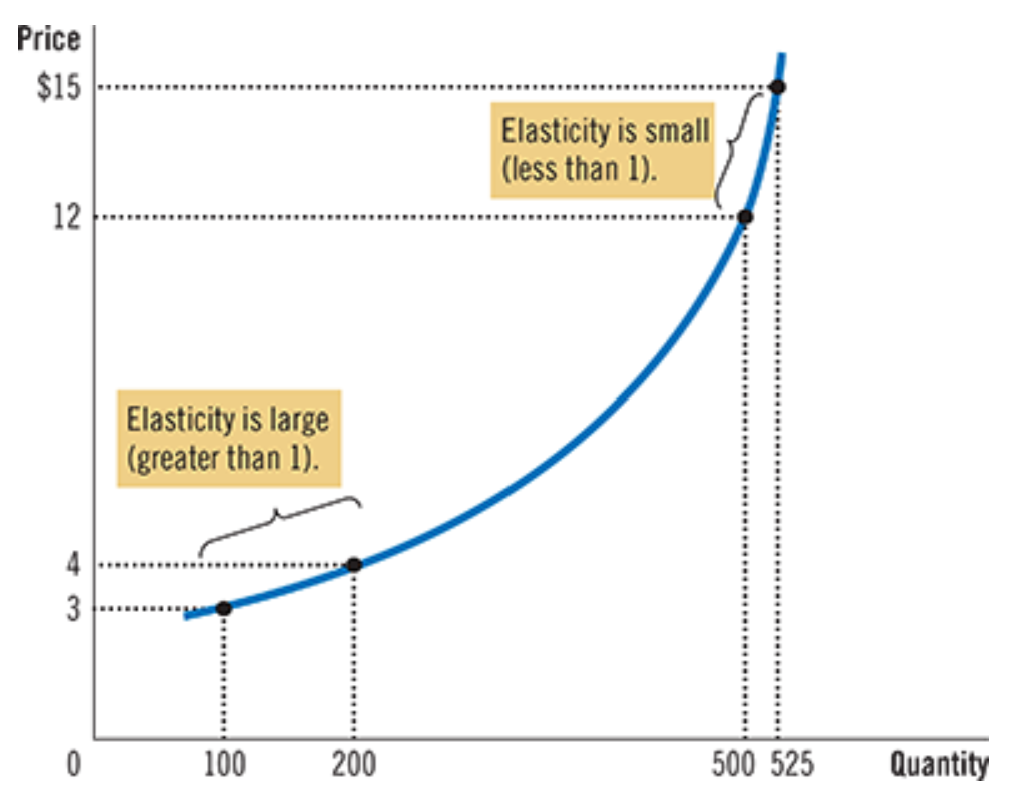 Price
$15
Elasticity is small
(less than 1).
12
Elasticity is large
(greater than 1).
4
3
0 100 200 500 525 Quantity